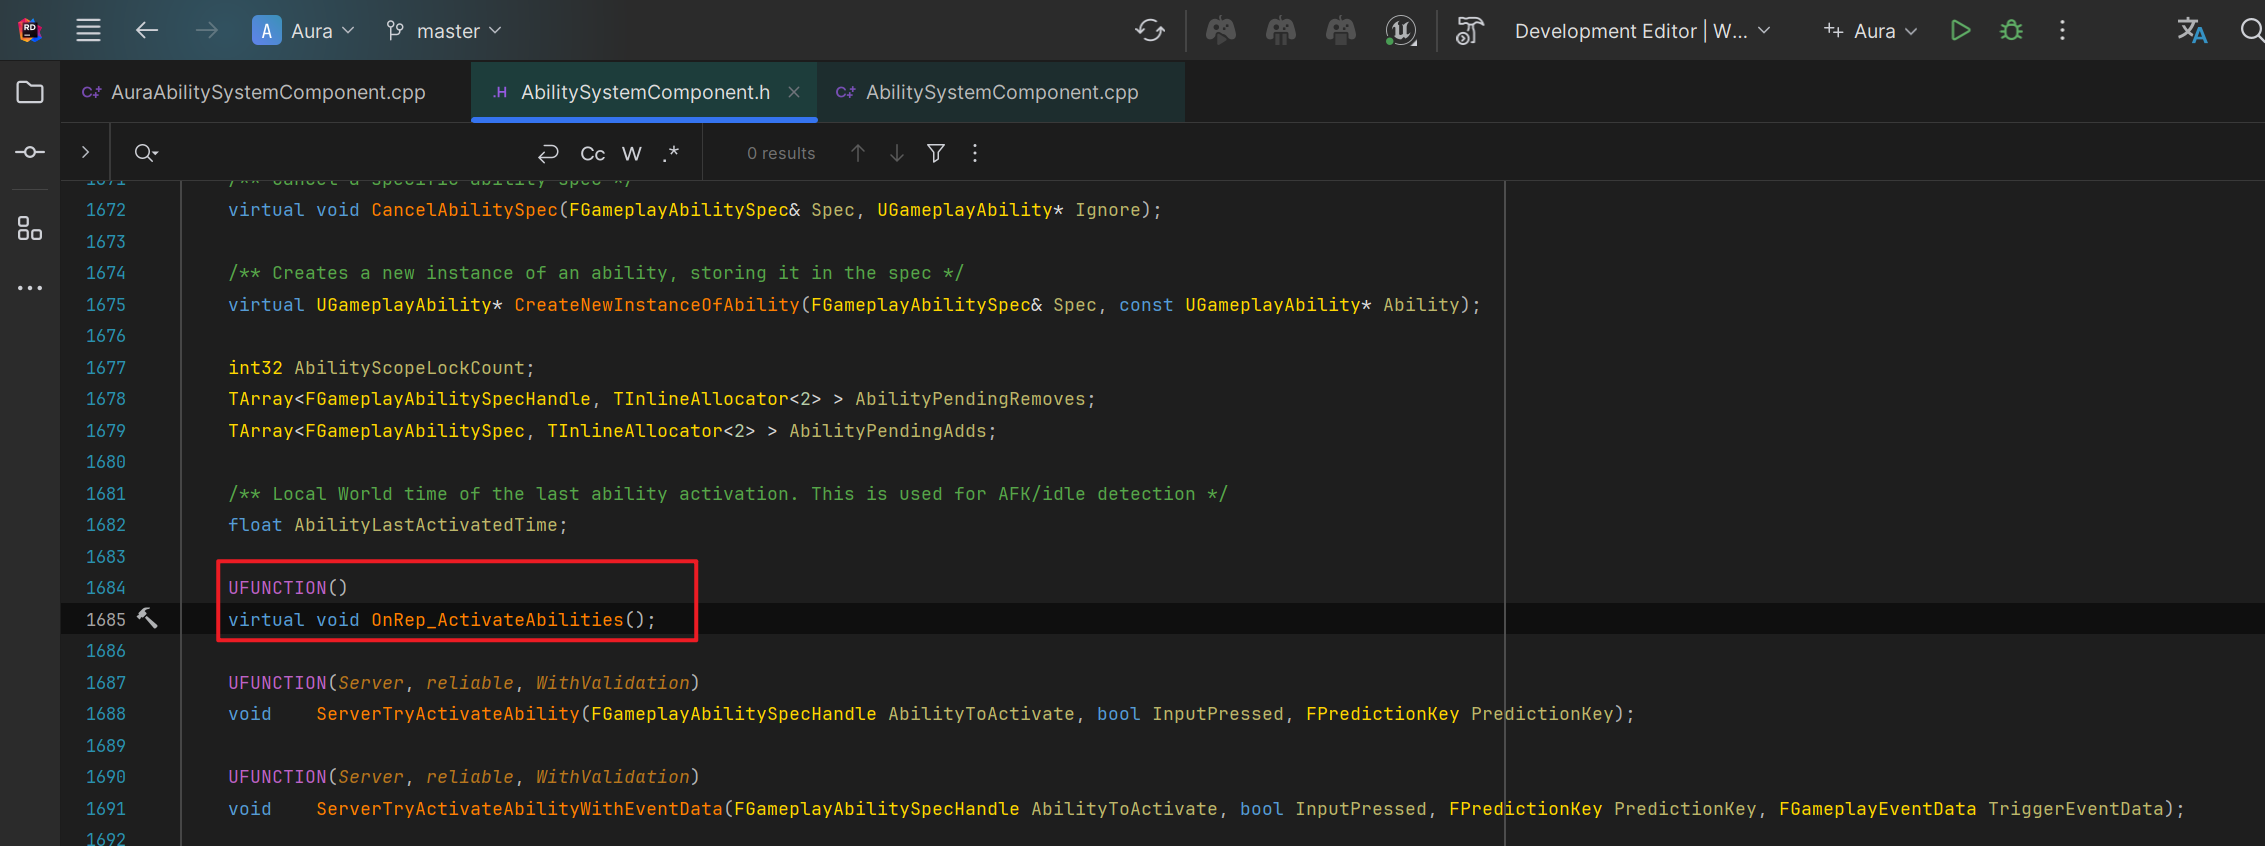 RD A Aura master Development Editor | W... Aura
C+ AuraAbilitySystemComponent.cpp .H AbilitySystemComponent.h C+ AbilitySystemComponent.cpp
Cc W .* 0 results
1671 /** Cancel a specific ability spec */
1672 virtual void CancelAbilitySpec(FGameplayAbilitySpec& Spec, UGameplayAbility* Ignore);
1673
1674 /** Creates a new instance of an ability, storing it in the spec */
1675 virtual UGameplayAbility* CreateNewInstanceOfAbility(FGameplayAbilitySpec& Spec, const UGameplayAbility* Ability);
1676
1677 int32 AbilityScopeLockCount;
1678 TArray<FGameplayAbilitySpecHandle, TInlineAllocator<2> > AbilityPendingRemoves;
1679 TArray<FGameplayAbilitySpec, TInlineAllocator<2> > AbilityPendingAdds;
1680
1681 /** Local World time of the last ability activation. This is used for AFK/idle detection */
1682 float AbilityLastActivatedTime;
1683
1684 UFUNCTION()
1685 virtual void OnRep_ActivateAbilities();
1686
1687 UFUNCTION(Server, reliable, WithValidation)
1688 void ServerTryActivateAbility(FGameplayAbilitySpecHandle AbilityToActivate, bool InputPressed, FPredictionKey PredictionKey);
1689
1690 UFUNCTION(Server, reliable, WithValidation)
1691 void ServerTryActivateAbilityWithEventData(FGameplayAbilitySpecHandle AbilityToActivate, bool InputPressed, FPredictionKey PredictionKey, FGameplayEventData TriggerEventData);
1692